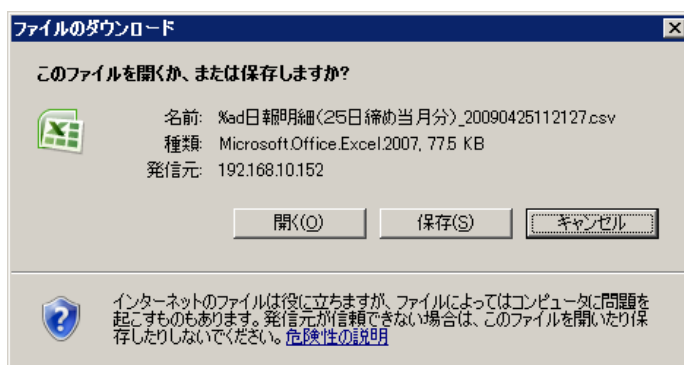 ファイルのダウンロード
このファイルを開くか、または保存しますか?
名前: %ad日報明細(25日締め当月分)_20090425112127.csv
種類: Microsoft.Office.Excel.2007, 77.5 KB
発信元: 192.168.10.152
開く(O) 保存(S) キャンセル
インターネットのファイルは役に立ちますが、ファイルによってはコンピュータに問題を
起こすものもあります。発信元が信頼できない場合は、このファイルを開いたり保
存したりしないでください。危険性の説明